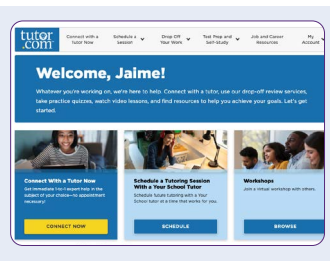 tutor
.com
Connect with a
Tutor Now
Schedule a
Session
Drop Off
Your Work
Test Prep and
Self-Study
Job and Career
Resources
My
Account
Welcome, Jaime!
Whatever you're working on, we're here to help. Connect with a tutor, use our drop-off review services,
take practice quizzes, watch video lessons, and find resources to help you achieve your goals. Let's get
started.
Connect With a Tutor Now
Get immediate 1-to-1 expert help in the
subject of your choice—no appointment
necessary!
CONNECT NOW
Schedule a Tutoring Session
With a Your School Tutor
Schedule future tutoring with a Your
School tutor at a time that works for you.
SCHEDULE
Workshops
Join a virtual workshop with others.
BROWSE